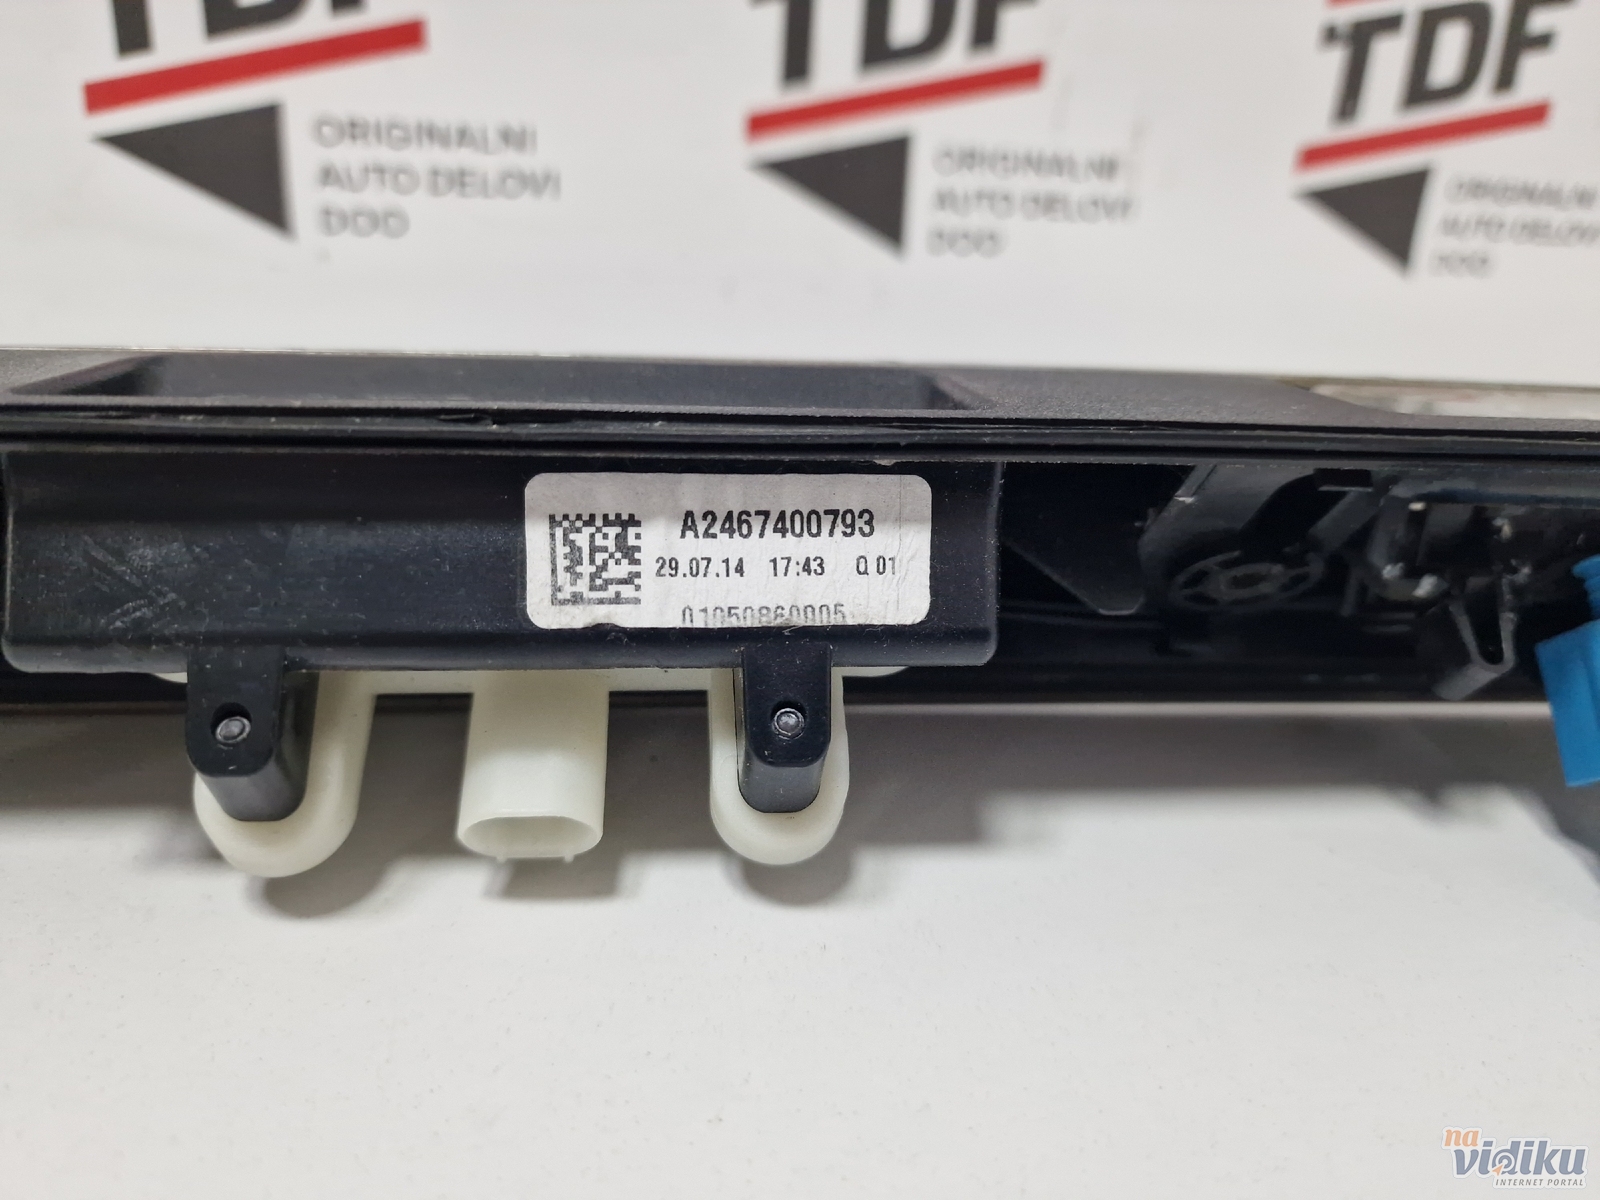 TDF
ORIGINALNI
AUTO DELOVI
DOO
TDF
ORIGINALNI
AUTO DELOVI
DOO
TDF
ORIGINALNI
AUTO DELOVI
DOO
A2467400793
29.07.14 17:43 Q 01
01050860005
na
vidiku
INTERNET PORTAL